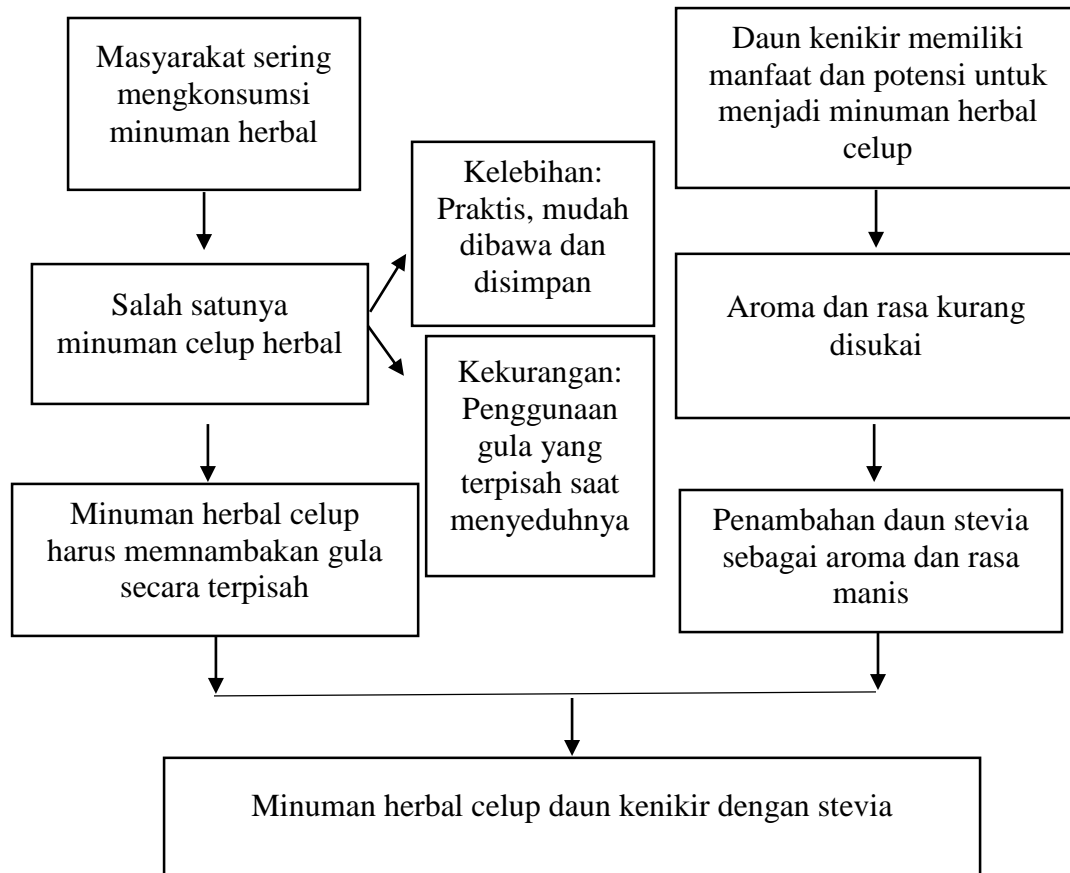 Masyarakat sering
mengkonsumsi
minuman herbal
Salah satunya
minuman celup herbal
Kelebihan:
Praktis, mudah
dibawa dan
disimpan
Kekurangan:
Penggunaan
gula yang
terpisah saat
menyeduhnya
Minuman herbal celup
harus memnambakan gula
secara terpisah
Daun kenikir memiliki
manfaat dan potensi untuk
menjadi minuman herbal
celup
Aroma dan rasa kurang
disukai
Penambahan daun stevia
sebagai aroma dan rasa
manis
Minuman herbal celup daun kenikir dengan stevia